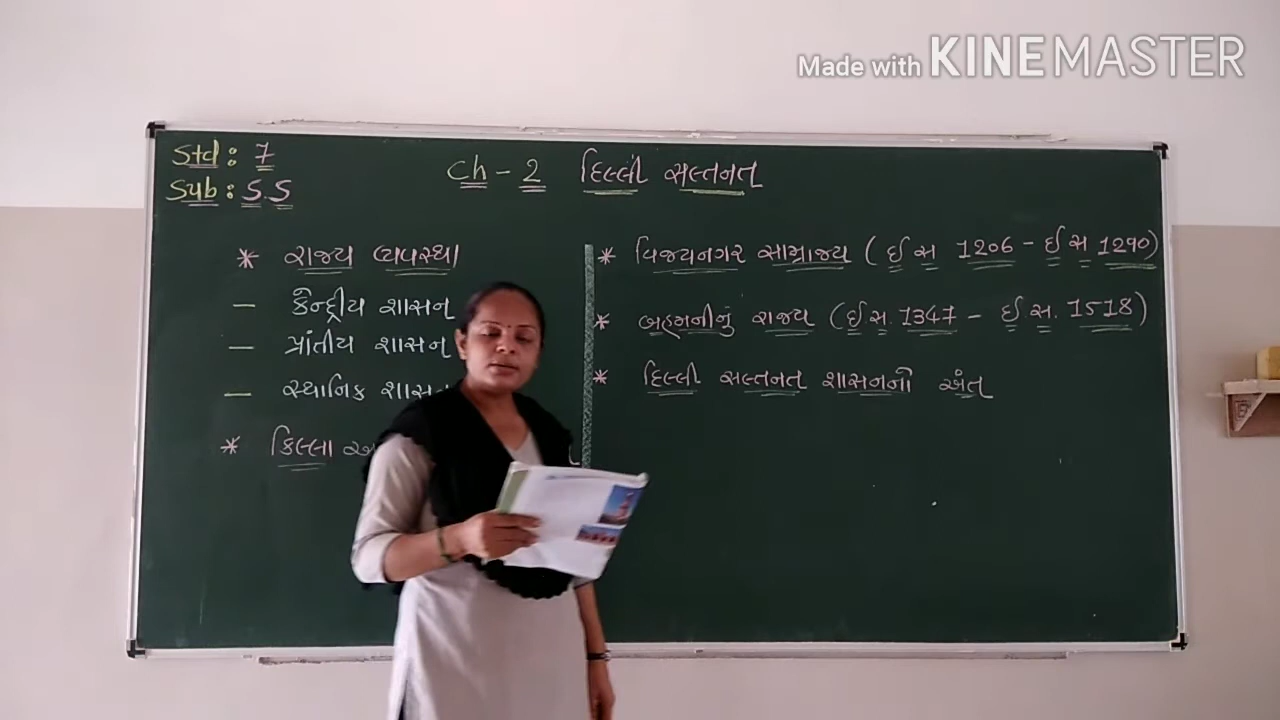 Made with KINEMASTER
Std : 7
Sub : S.S
Ch - 2 દિલ્લી સલ્તનત
* રાજ્ય વ્યવસ્થા
— કેન્દ્રીય શાસન
— પ્રાંતીય શાસન
— સ્થાનિક
* કિલ્લા
* વિજયનગર સામ્રાજ્ય ( ઈ સ 1206 - ઈ સ 1290)
* બહમનીનું રાજ્ય (ઈ સ. 1347 - ઈ સ. 1518)
* દિલ્લી સલ્તનત શાસનનો અંત